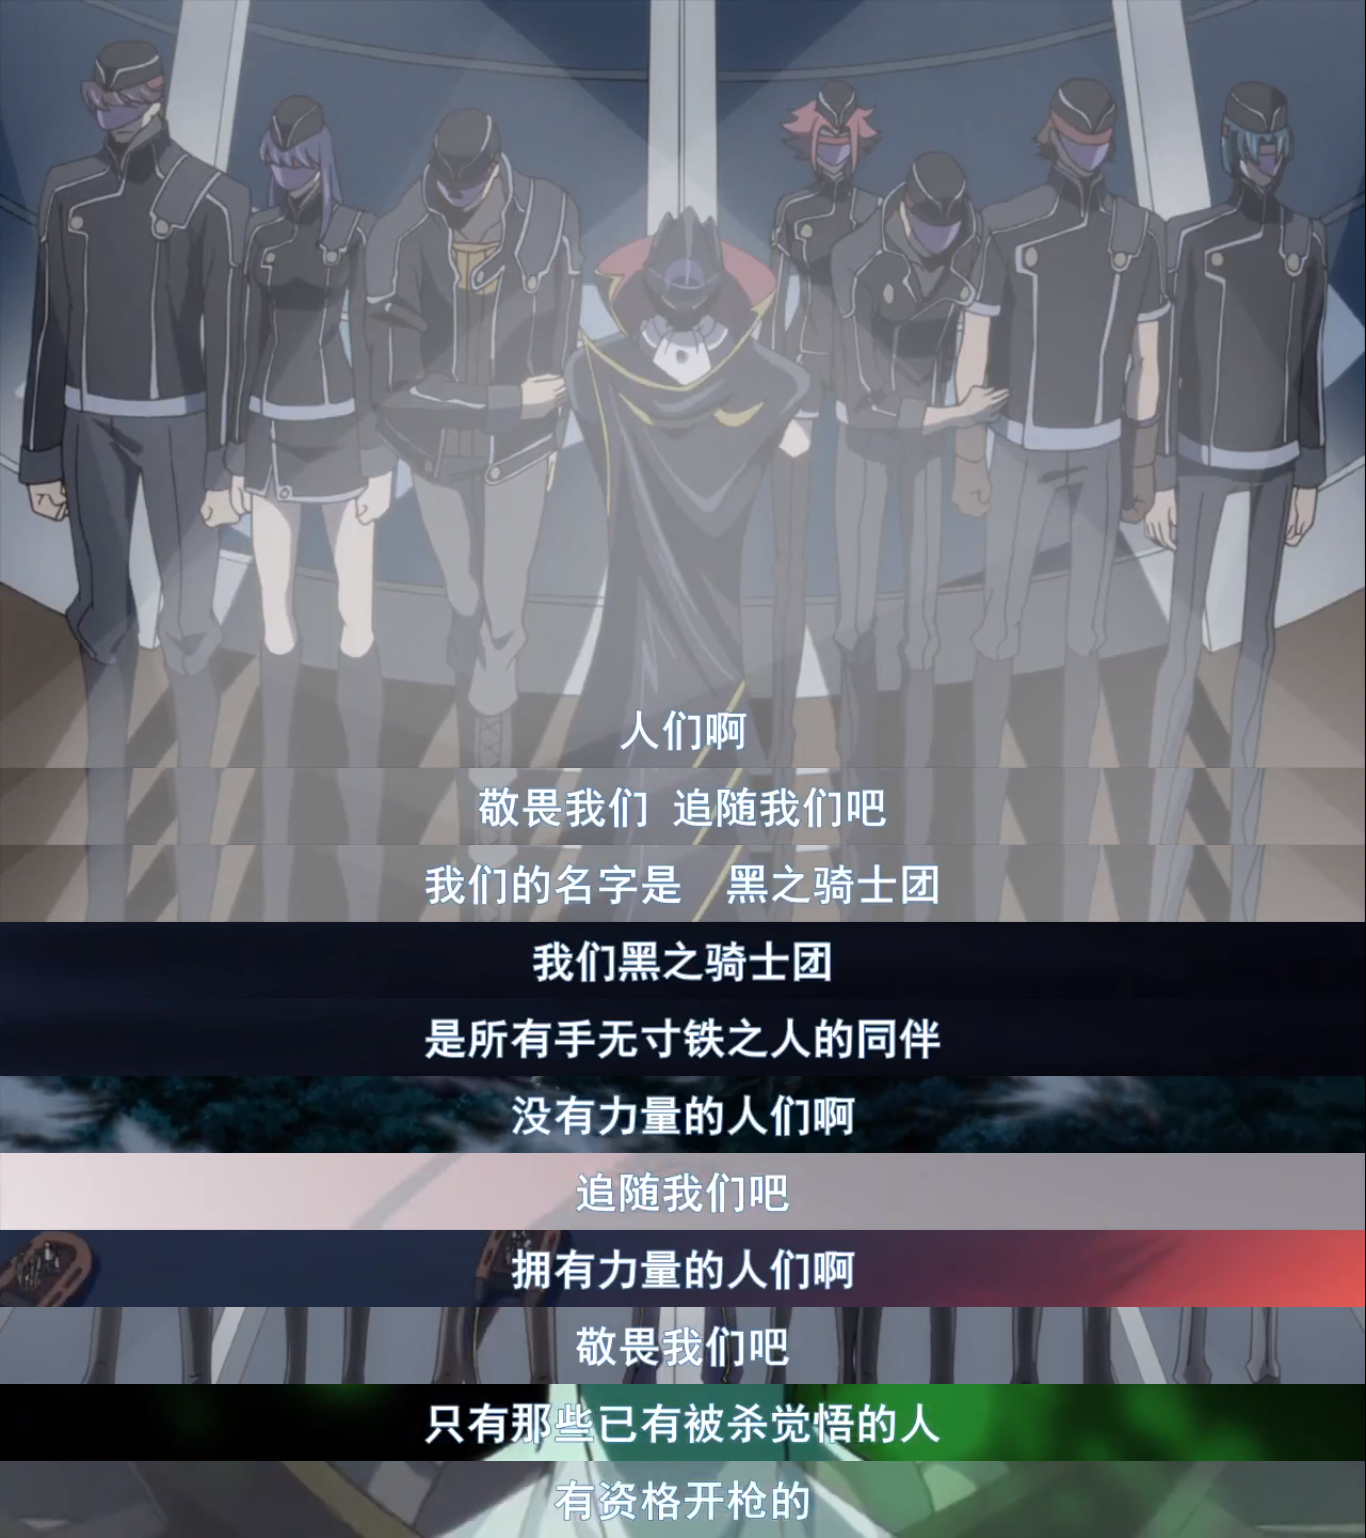 人们啊
敬畏我们 追随我们吧
我们的名字是 黑之骑士团
我们黑之骑士团
是所有手无寸铁之人的同伴
没有力量的人们啊
追随我们吧
拥有力量的人们啊
敬畏我们吧
只有那些已有被杀觉悟的人
有资格开枪的